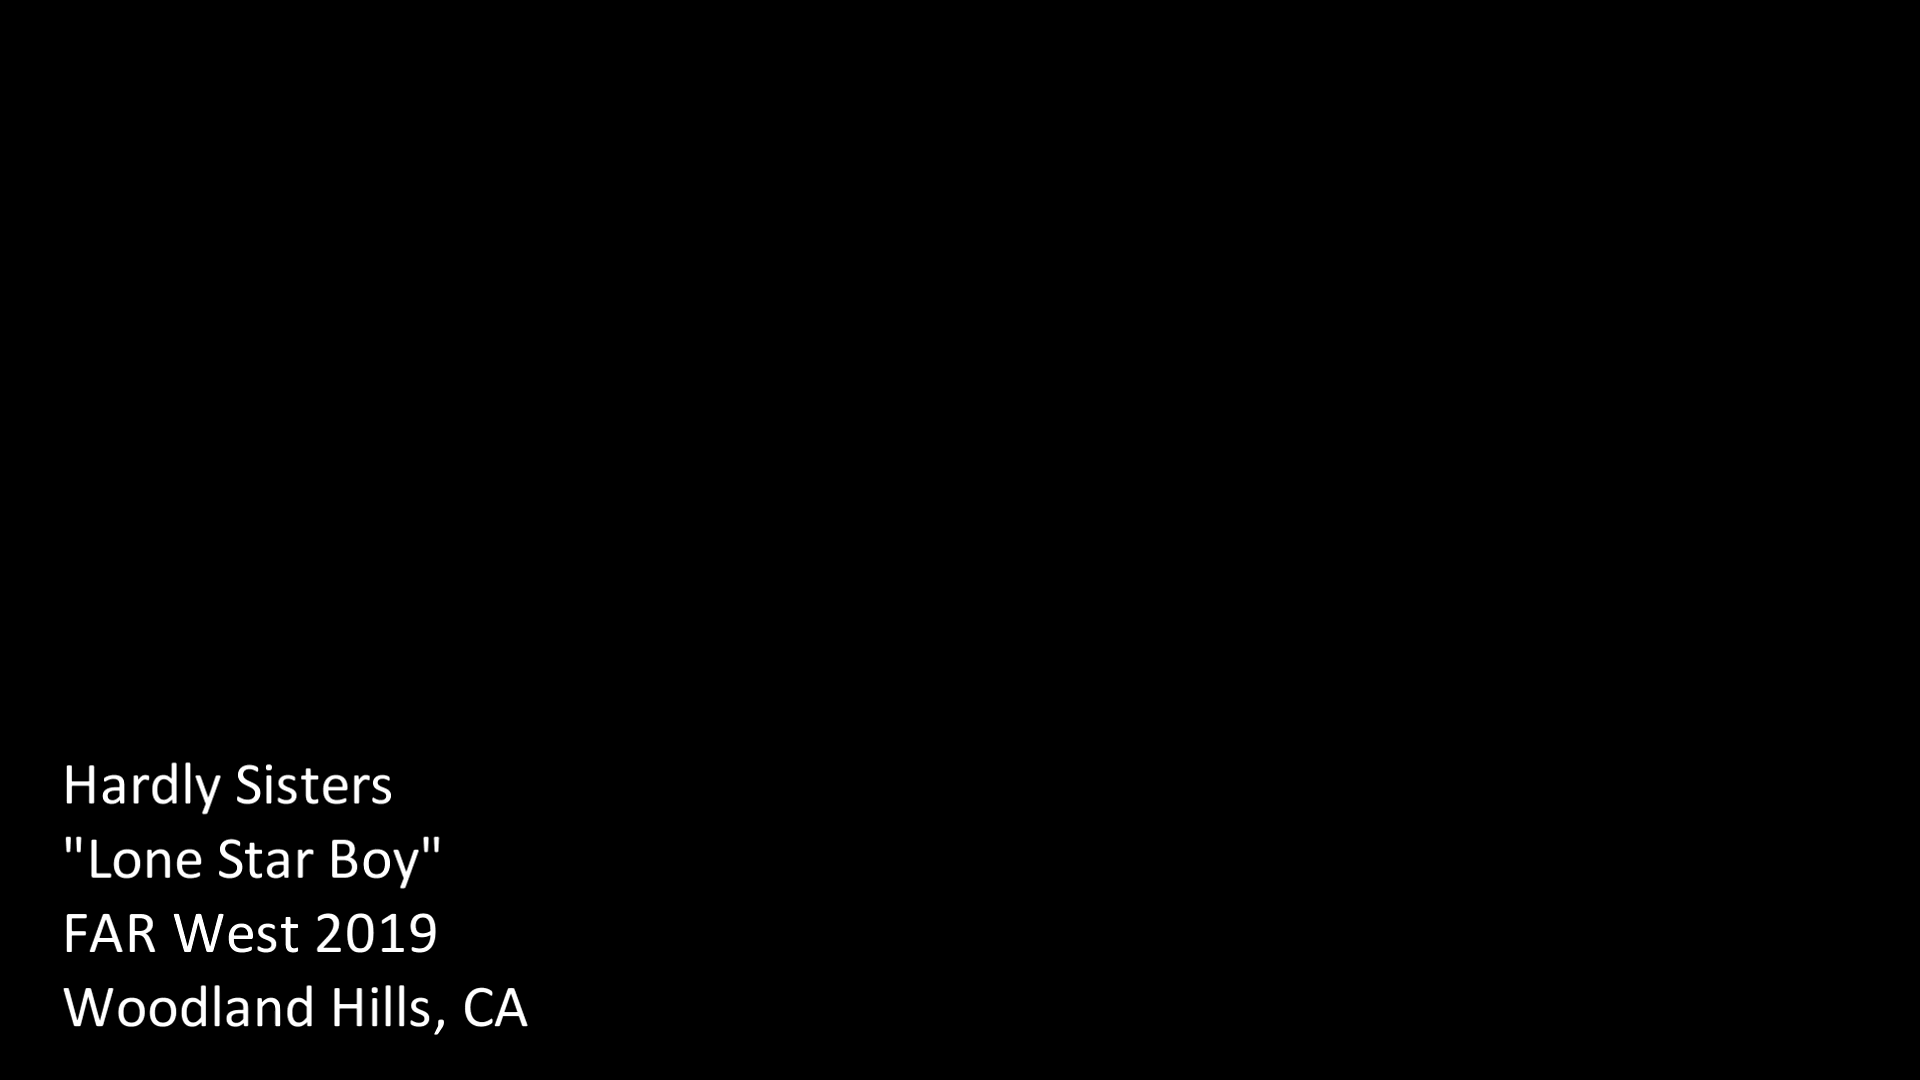 Hardly Sisters
"Lone Star Boy"
FAR West 2019
Woodland Hills, CA